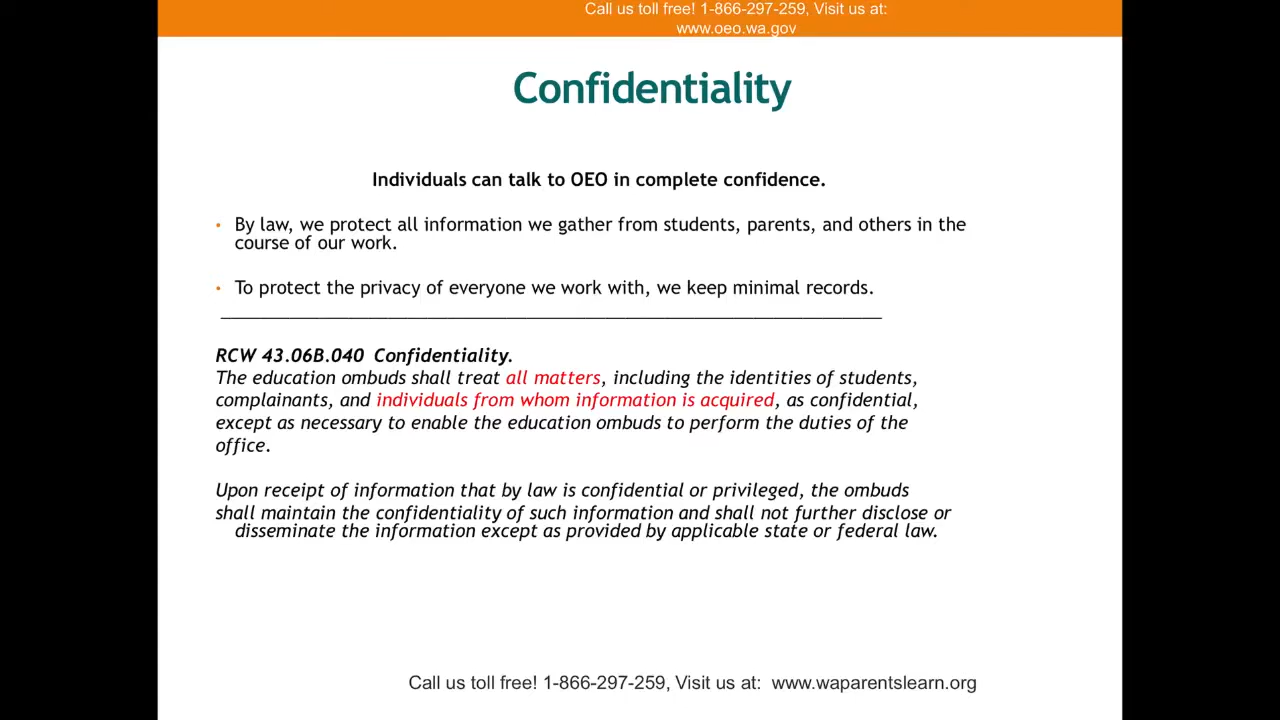 Call us toll free! 1-866-297-259, Visit us at:
www.oeo.wa.gov
Confidentiality
Individuals can talk to OEO in complete confidence.
• By law, we protect all information we gather from students, parents, and others in the
course of our work.
• To protect the privacy of everyone we work with, we keep minimal records.
RCW 43.06B.040 Confidentiality.
The education ombuds shall treat all matters, including the identities of students,
complainants, and individuals from whom information is acquired, as confidential,
except as necessary to enable the education ombuds to perform the duties of the
office.
Upon receipt of information that by law is confidential or privileged, the ombuds
shall maintain the confidentiality of such information and shall not further disclose or
disseminate the information except as provided by applicable state or federal law.
Call us toll free! 1-866-297-259, Visit us at: www.waparentslearn.org